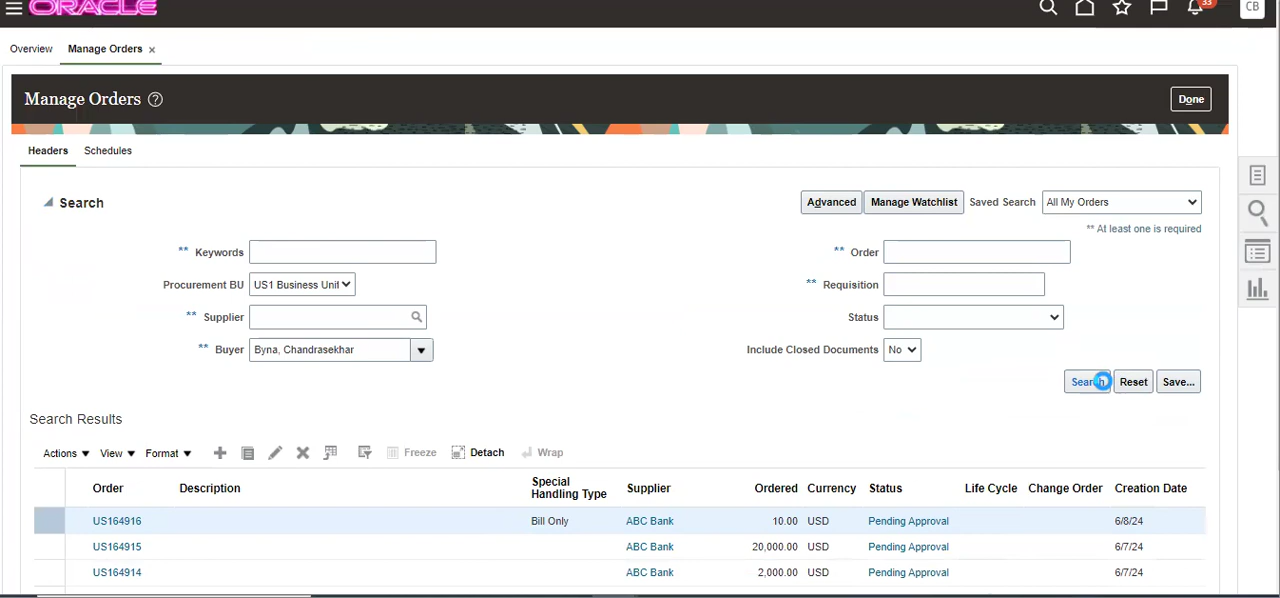 ORACLE
33
CB
Overview Manage Orders ×
Manage Orders ?
Done
Headers Schedules
Search
Advanced Manage Watchlist Saved Search All My Orders
** At least one is required
** Keywords
** Order
Procurement BU US1 Business Unit
** Requisition
** Supplier
Status
** Buyer Byna, Chandrasekhar
Include Closed Documents No
Search Reset Save...
Search Results
Actions View Format Freeze Detach Wrap
Order Description Special Handling Type Supplier Ordered Currency Status Life Cycle Change Order Creation Date
US164916 Bill Only ABC Bank 10.00 USD Pending Approval 6/8/24
US164915 ABC Bank 20,000.00 USD Pending Approval 6/7/24
US164914 ABC Bank 2,000.00 USD Pending Approval 6/7/24